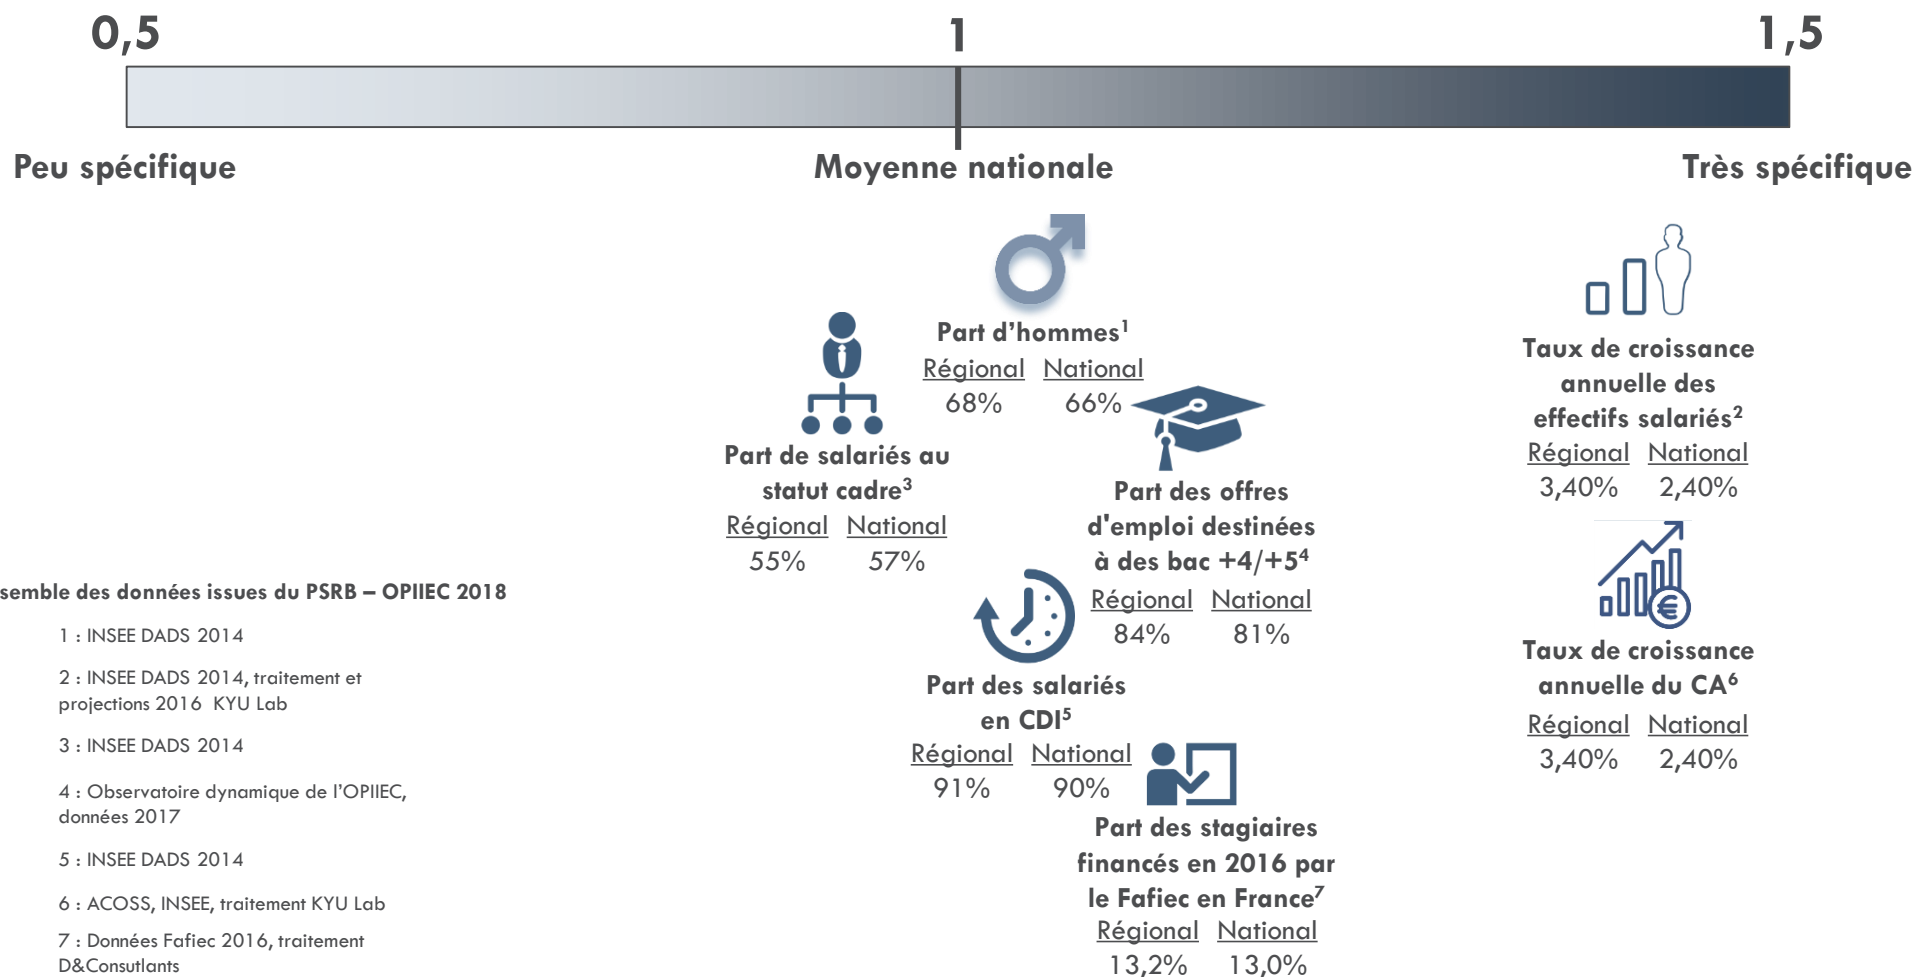 0,5
1
1,5
Peu spécifique
Moyenne nationale
Très spécifique
Part d’hommes¹
Régional National
68% 66%
Part de salariés au
statut cadre³
Régional National
55% 57%
Part des offres
d'emploi destinées
à des bac +4/+5⁴
Régional National
84% 81%
Part des salariés
en CDI⁵
Régional National
91% 90%
Part des stagiaires
financés en 2016 par
le Fafiec en France⁷
Régional National
13,2% 13,0%
Taux de croissance
annuelle des
effectifs salariés²
Régional National
3,40% 2,40%
€
Taux de croissance
annuelle du CA⁶
Régional National
3,40% 2,40%
semble des données issues du PSRB – OPIIEC 2018
1 : INSEE DADS 2014
2 : INSEE DADS 2014, traitement et
projections 2016 KYU Lab
3 : INSEE DADS 2014
4 : Observatoire dynamique de l’OPIIEC,
données 2017
5 : INSEE DADS 2014
6 : ACOSS, INSEE, traitement KYU Lab
7 : Données Fafiec 2016, traitement
D&Consutlants